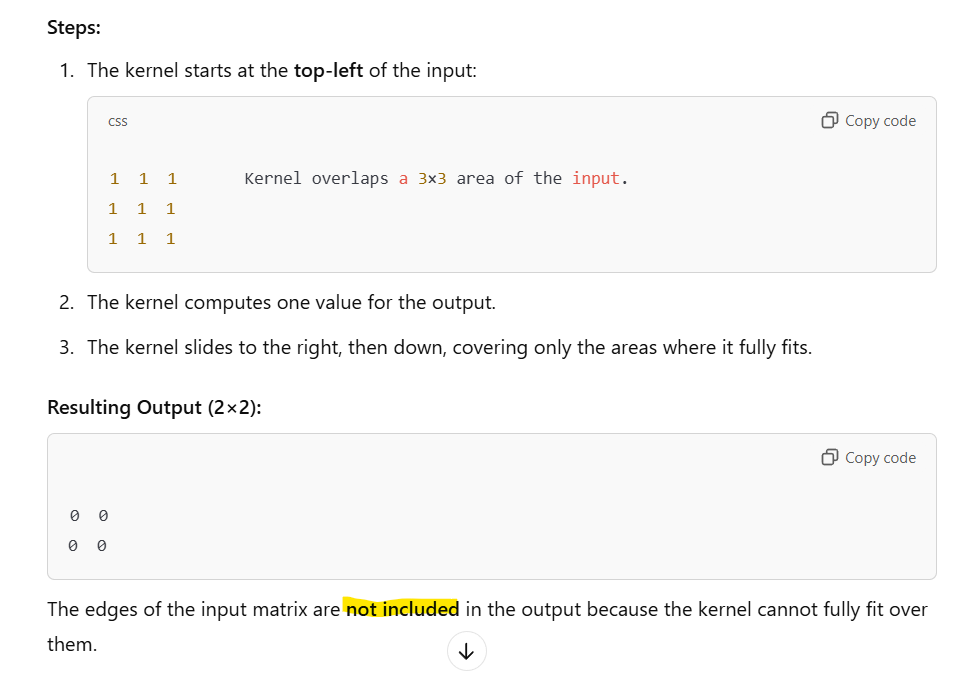 Steps:
1. The kernel starts at the top-left of the input:
css
Copy code
1 1 1 Kernel overlaps a 3×3 area of the input.
1 1 1
1 1 1
2. The kernel computes one value for the output.
3. The kernel slides to the right, then down, covering only the areas where it fully fits.
Resulting Output (2×2):
Copy code
0 0
0 0
The edges of the input matrix are not included in the output because the kernel cannot fully fit over
them.